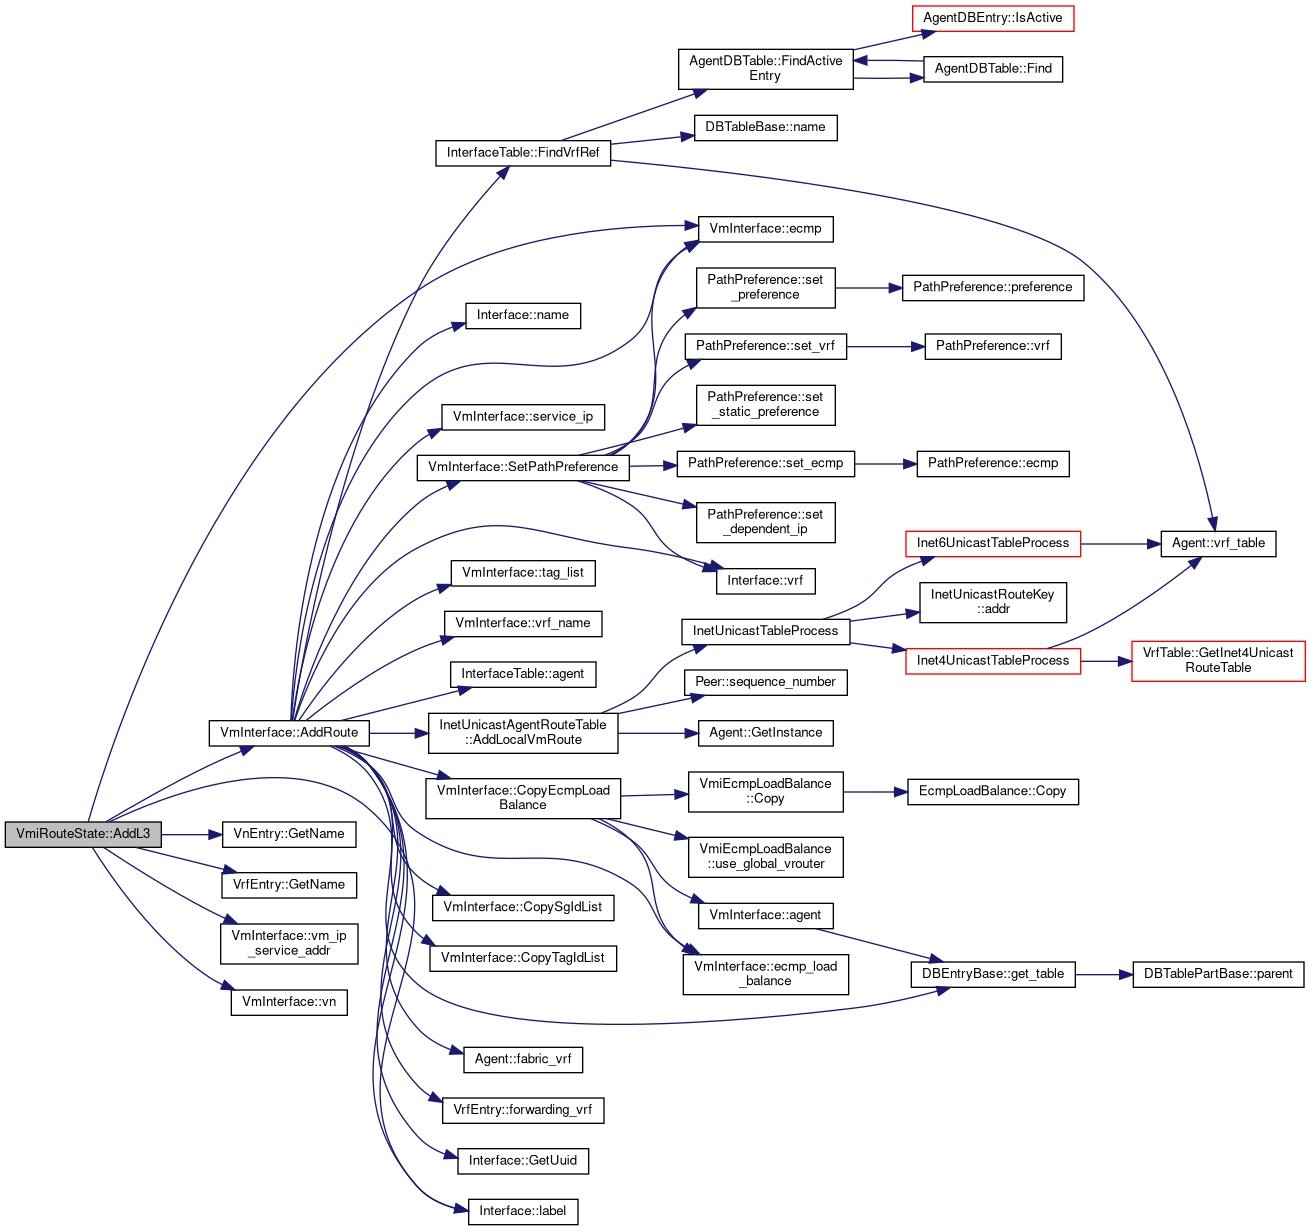 AgentDBEntry::IsActive
AgentDBTable::FindActive
Entry
AgentDBTable::Find
DBTableBase::name
InterfaceTable::FindVrfRef
VmInterface::ecmp
PathPreference::set
_preference
PathPreference::preference
Interface::name
PathPreference::set_vrf
PathPreference::vrf
PathPreference::set
_static_preference
VmInterface::service_ip
VmInterface::SetPathPreference
PathPreference::set_ecmp
PathPreference::ecmp
PathPreference::set
_dependent_ip
Inet6UnicastTableProcess
Agent::vrf_table
VmInterface::tag_list
Interface::vrf
InetUnicastRouteKey
::addr
VmInterface::vrf_name
InetUnicastTableProcess
Inet4UnicastTableProcess
VrfTable::GetInet4Unicast
RouteTable
InterfaceTable::agent
Peer::sequence_number
VmInterface::AddRoute
InetUnicastAgentRouteTable
::AddLocalVmRoute
Agent::GetInstance
VmInterface::CopyEcmpLoad
Balance
VmiEcmpLoadBalance
::Copy
EcmpLoadBalance::Copy
VmiRouteState::AddL3
VnEntry::GetName
VmiEcmpLoadBalance
::use_global_vrouter
VrfEntry::GetName
VmInterface::CopySgIdList
VmInterface::agent
VmInterface::vm_ip
_service_addr
VmInterface::CopyTagIdList
VmInterface::ecmp_load
_balance
DBEntryBase::get_table
DBTablePartBase::parent
VmInterface::vn
Agent::fabric_vrf
VrfEntry::forwarding_vrf
Interface::GetUuid
Interface::label